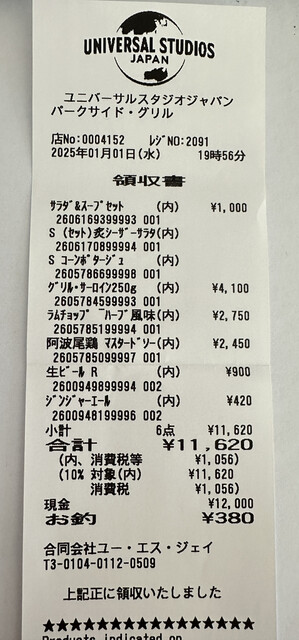 UNIVERSAL STUDIOS
JAPAN
ユニバーサルスタジオジャパン
パークサイド・グリル
店No:0004152 レジNO:2091
2025年01月01日(水) 19時56分
領収書
サラダ&スープセット (内) ¥1,000
2606169399993 001
S (セット)炙シーザーサラダ(内)
2606170899994 001
S コーンポタージュ (内)
2605786699998 001
グリル・サーロイン250g (内) ¥4,100
2605784599993 001
ラムチョップ ハーブ風味(内) ¥2,750
2605785199994 001
阿波尾鶏 マスタードソー(内) ¥2,450
2605785099997 001
生ビール R (内) ¥900
2600949899994 002
ジンジャーエール (内) ¥420
2600948199996 002
小計 6点 ¥11,620
合計 ¥11,620
(内、消費税等 ¥1,056)
(10% 対象(内) ¥11,620
消費税 ¥1,056)
現金 ¥12,000
お釣 ¥380
合同会社ユー・エス・ジェイ
T3-0104-0112-0509
上記正に領収いたしました
★★★★★★★★★★★★★★★★
Products indicated on